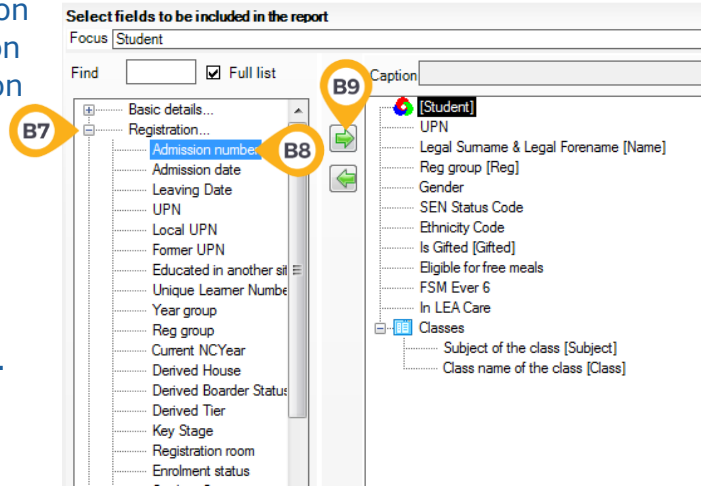 on
on
on
.
Select fields to be included in the report
Focus Student
Find Full list
Caption
B7
B8
B9
Basic details...
Registration...
Admission number
Admission date
Leaving Date
UPN
Local UPN
Former UPN
Educated in another sit
Unique Learner Numbe
Year group
Reg group
Current NCYear
Derived House
Derived Boarder Status
Derived Tier
Key Stage
Registration room
Enrolment status
[Student]
UPN
Legal Surname & Legal Forename [Name]
Reg group [Reg]
Gender
SEN Status Code
Ethnicity Code
Is Gifted [Gifted]
Eligible for free meals
FSM Ever 6
In LEA Care
Classes
Subject of the class [Subject]
Class name of the class [Class]